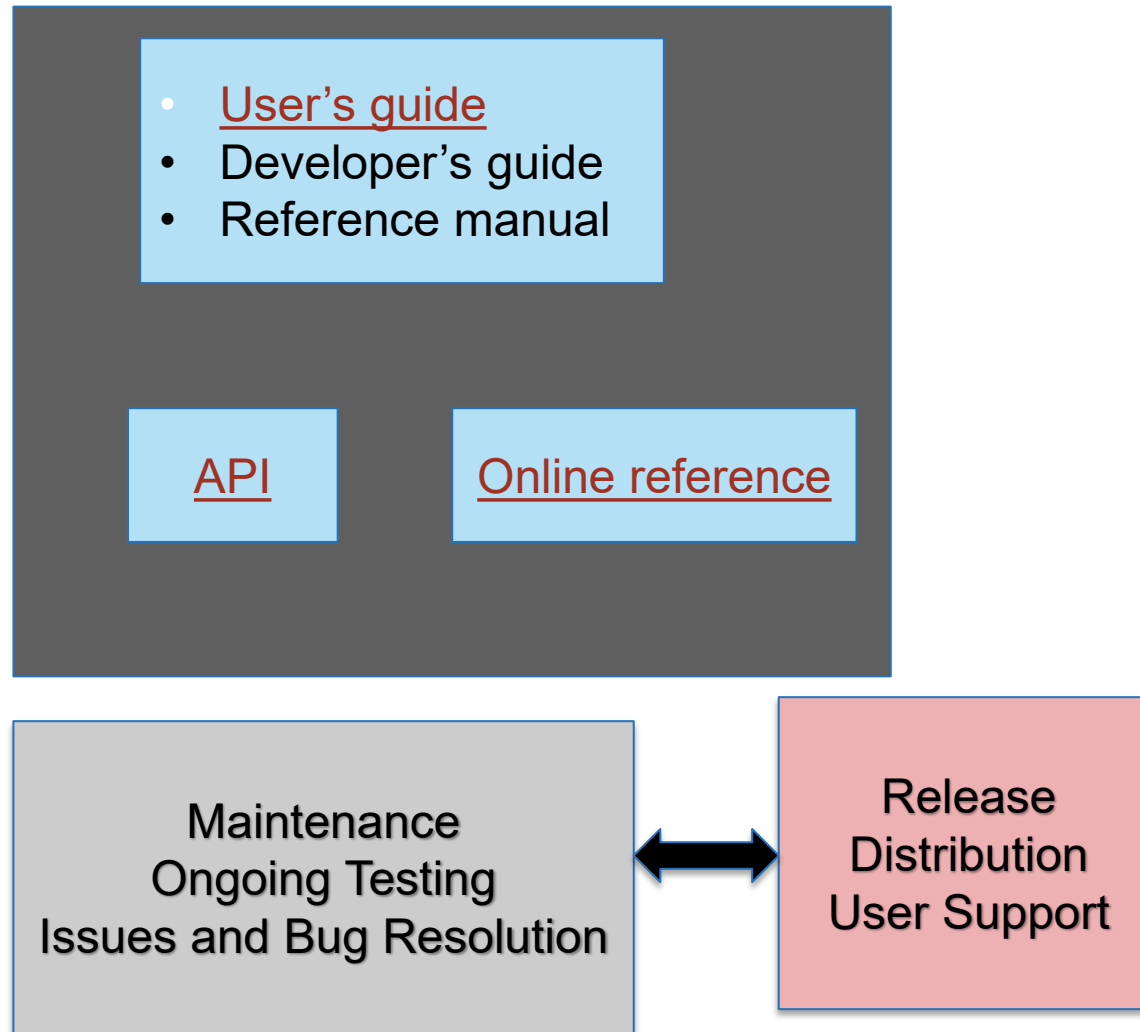 • User’s guide
• Developer’s guide
• Reference manual
API
Online reference
Maintenance
Ongoing Testing
Issues and Bug Resolution
Release
Distribution
User Support